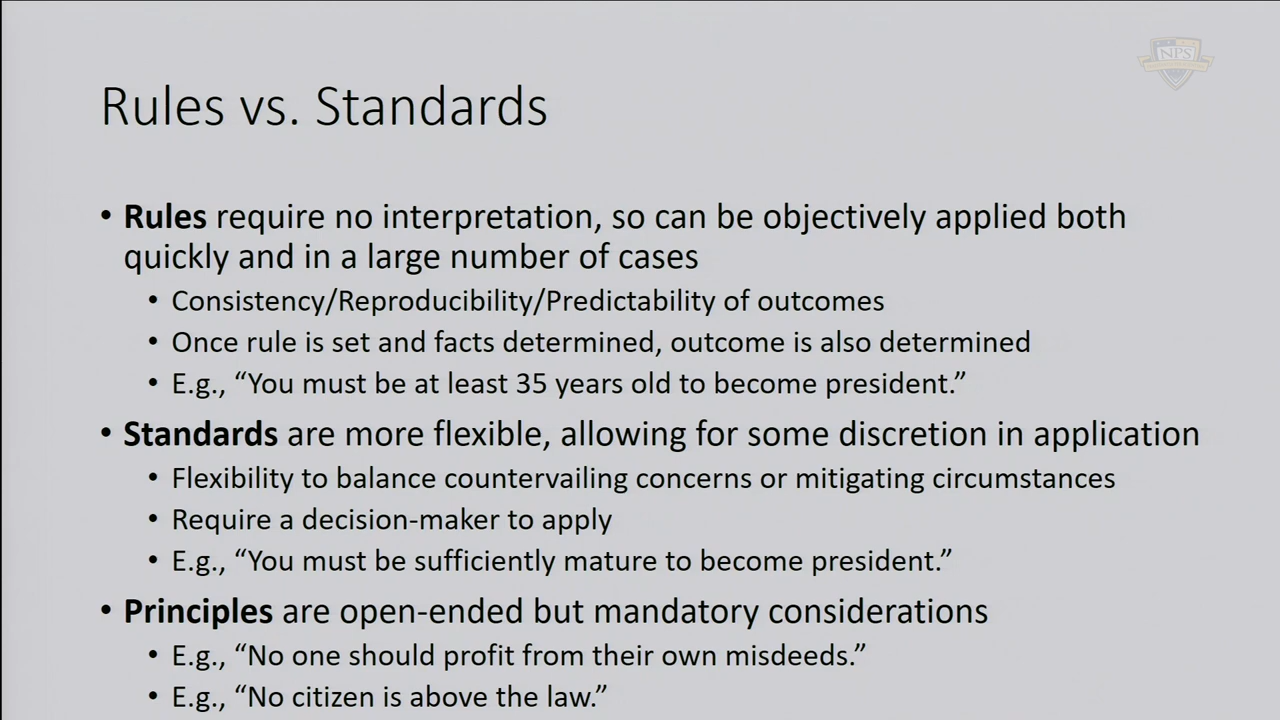 NPS
Rules vs. Standards
• Rules require no interpretation, so can be objectively applied both
quickly and in a large number of cases
• Consistency/Reproducibility/Predictability of outcomes
• Once rule is set and facts determined, outcome is also determined
• E.g., “You must be at least 35 years old to become president.”
• Standards are more flexible, allowing for some discretion in application
• Flexibility to balance countervailing concerns or mitigating circumstances
• Require a decision-maker to apply
• E.g., “You must be sufficiently mature to become president.”
• Principles are open-ended but mandatory considerations
• E.g., “No one should profit from their own misdeeds.”
• E.g., “No citizen is above the law.”